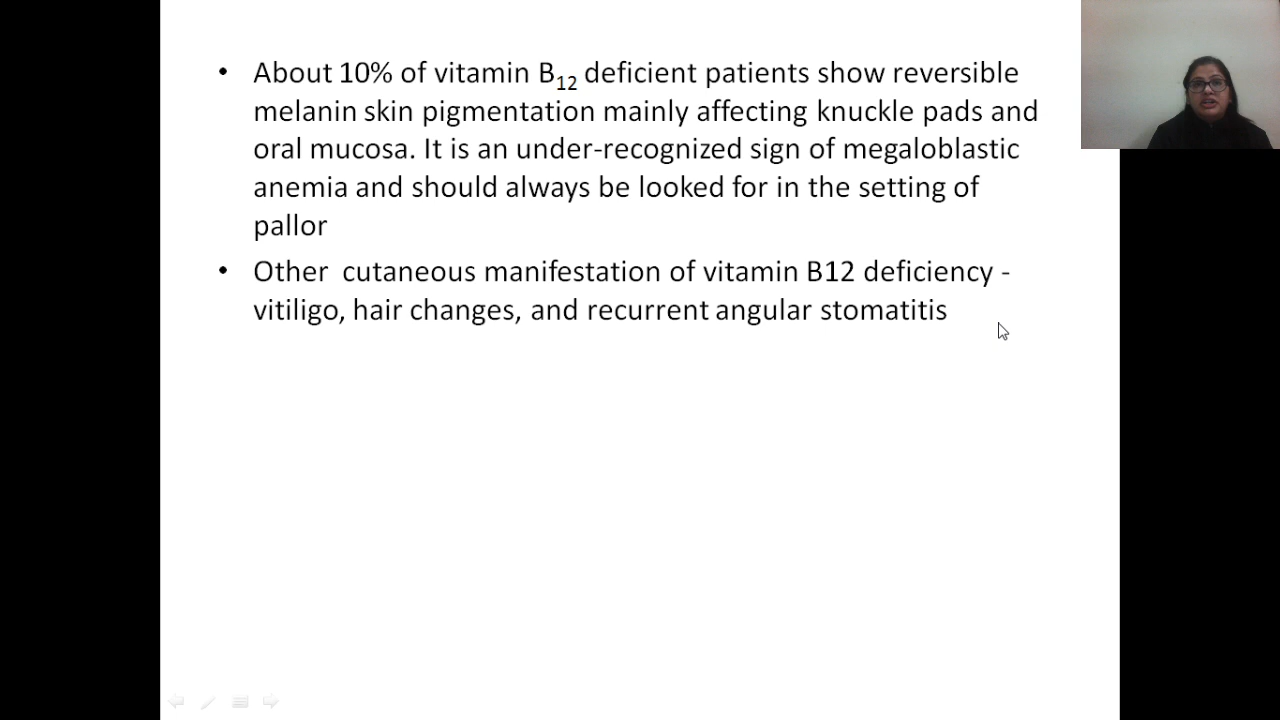 • About 10% of vitamin B12 deficient patients show reversible
melanin skin pigmentation mainly affecting knuckle pads and
oral mucosa. It is an under-recognized sign of megaloblastic
anemia and should always be looked for in the setting of
pallor
• Other  cutaneous manifestation of vitamin B12 deficiency -
vitiligo, hair changes, and recurrent angular stomatitis